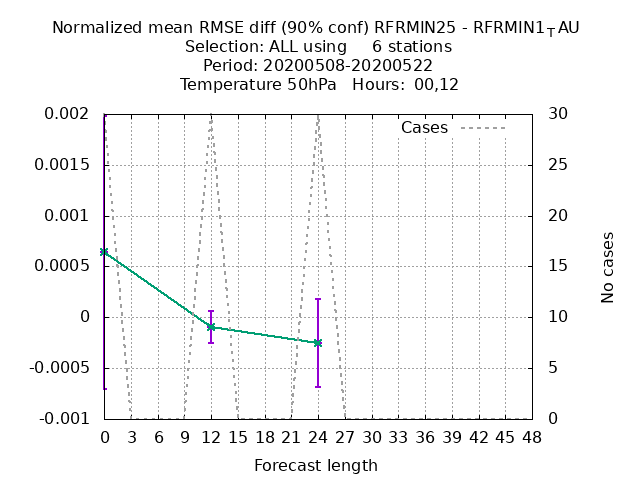 Normalized mean RMSE diff (90% conf) RFRMIN25 - RFRMIN1TAU
Selection: ALL using     6 stations
Period: 20200508-20200522
Temperature 50hPa   Hours:  00,12
Cases
0.002
0.0015
0.001
0.0005
0
-0.0005
-0.001
30
25
20
15
10
5
0
No cases
0 3 6 9 12 15 18 21 24 27 30 33 36 39 42 45 48
Forecast length